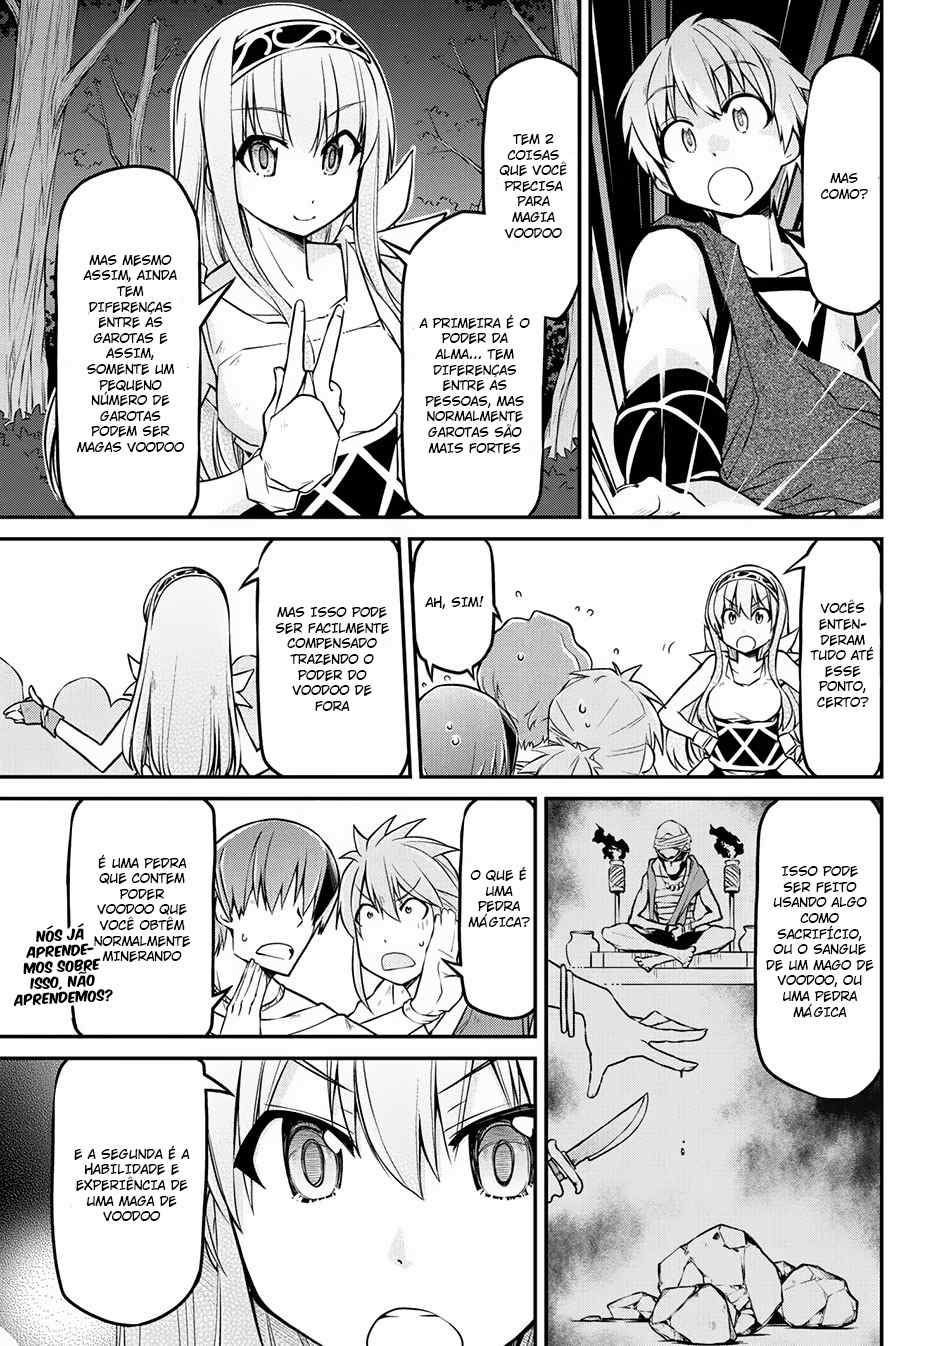 MAS
COMO?
TEM 2
COISAS
QUE VOCÊ
PRECISA
PARA
MAGIA
VOODOO
A PRIMEIRA É O
PODER DA
ALMA... TEM
DIFERENÇAS
ENTRE AS
PESSOAS, MAS
NORMALMENTE
GAROTAS SÃO
MAIS FORTES
MAS MESMO
ASSIM, AINDA
TEM
DIFERENÇAS
ENTRE AS
GAROTAS E
ASSIM,
SOMENTE UM
PEQUENO
NÚMERO DE
GAROTAS
PODEM SER
MAGAS VOODOO
VOCÊS
ENTEN-
DERAM
TUDO ATÉ
ESSE
PONTO,
CERTO?
AH, SIM!
MAS ISSO PODE
SER FACILMENTE
COMPENSADO
TRAZENDO O
PODER DO
VOODOO DE
FORA
ISSO PODE
SER FEITO
USANDO ALGO
COMO
SACRIFÍCIO,
OU O SANGUE
DE UM MAGO DE
VOODOO, OU
UMA PEDRA
MÁGICA
O QUE É
UMA
PEDRA
MÁGICA?
É UMA PEDRA
QUE CONTEM
PODER
VOODOO QUE
VOCÊ OBTÊM
NORMALMENTE
MINERANDO
NÓS JÁ
APRENDE-
MOS SOBRE
ISSO, NÃO
APRENDEMOS?
E A SEGUNDA É A
HABILIDADE E
EXPERIÊNCIA DE
UMA MAGA DE
VOODOO